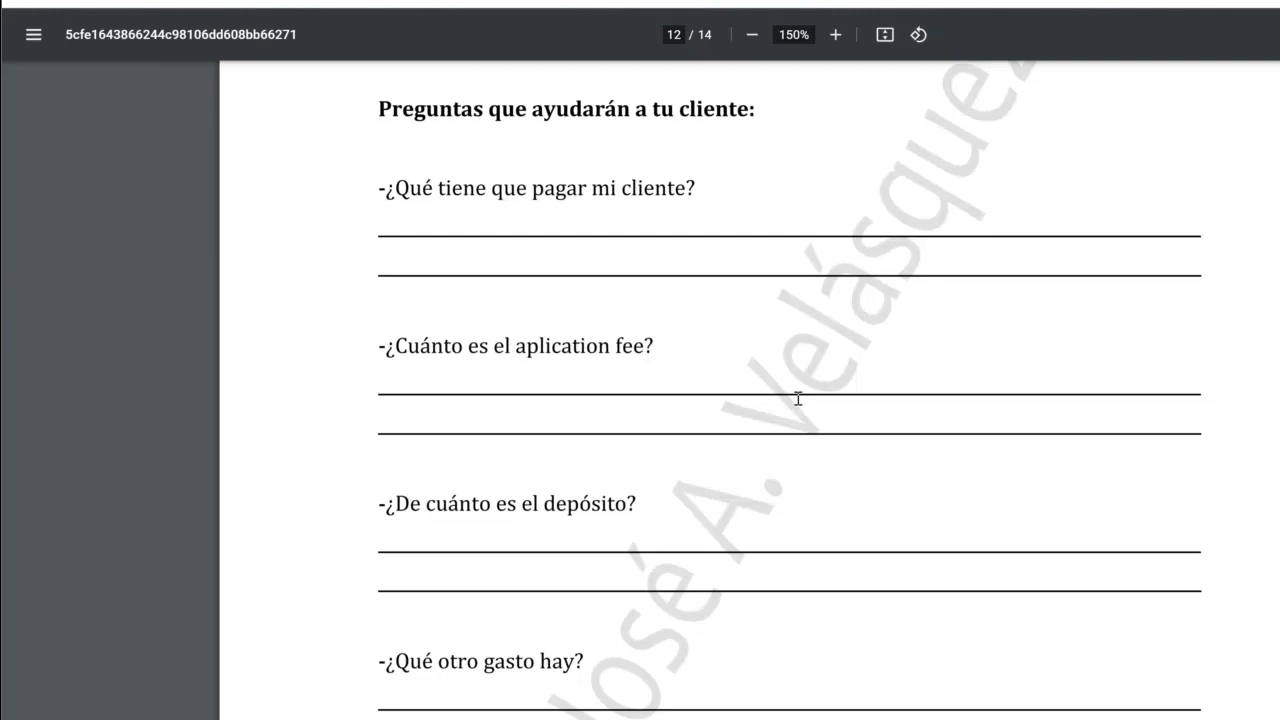 5cfe1643866244c98106dd608bb66271
12 / 14
150%
Preguntas que ayudarán a tu cliente:
-¿Qué tiene que pagar mi cliente?
-¿Cuánto es el aplication fee?
-¿De cuánto es el depósito?
-¿Qué otro gasto hay?
José A. Velásquez